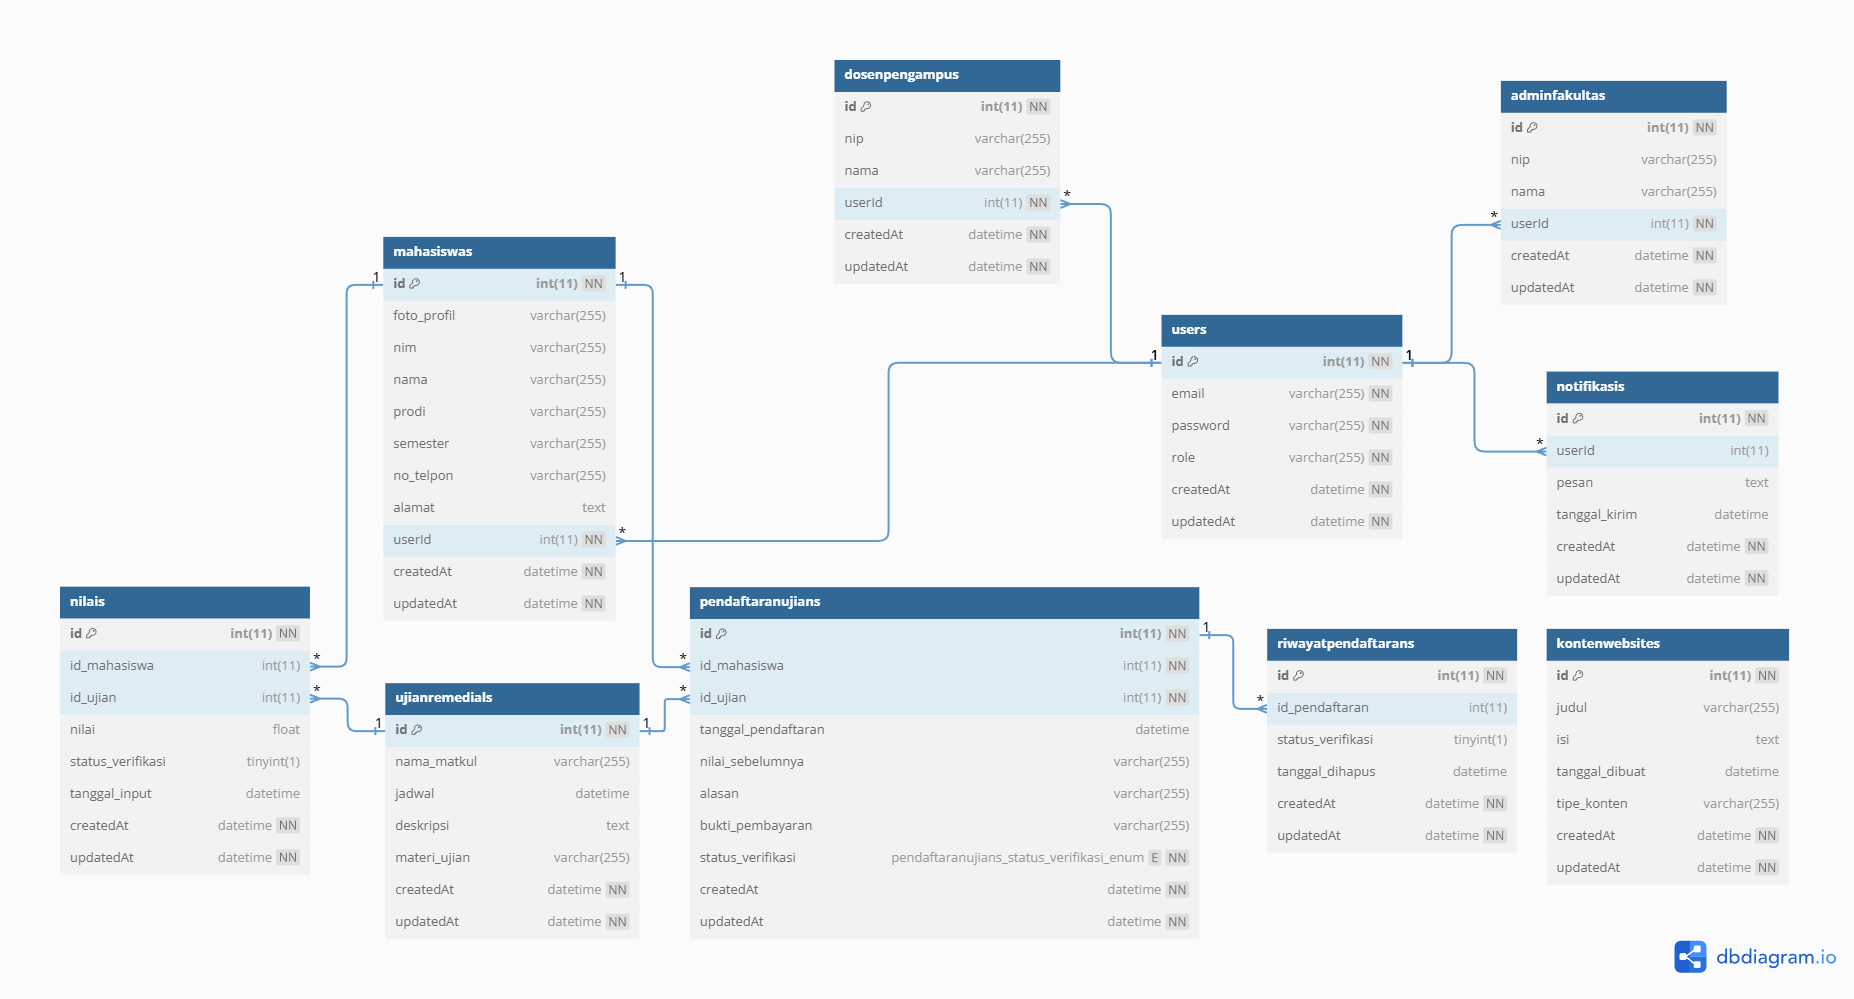 dosenpengampus
id int(11) NN
nip varchar(255)
nama varchar(255)
userId int(11) NN
createdAt datetime NN
updatedAt datetime NN
adminfakultas
id int(11) NN
nip varchar(255)
nama varchar(255)
userId int(11) NN
createdAt datetime NN
updatedAt datetime NN
mahasiswas
id int(11) NN
foto_profil varchar(255)
nim varchar(255)
nama varchar(255)
prodi varchar(255)
semester varchar(255)
no_telpon varchar(255)
alamat text
userId int(11) NN
createdAt datetime NN
updatedAt datetime NN
users
id int(11) NN
email varchar(255) NN
password varchar(255) NN
role varchar(255) NN
createdAt datetime NN
updatedAt datetime NN
notifikasis
id int(11) NN
userId int(11)
pesan text
tanggal_kirim datetime
createdAt datetime NN
updatedAt datetime NN
nilais
id int(11) NN
id_mahasiswa int(11)
id_ujian int(11)
nilai float
status_verifikasi tinyint(1)
tanggal_input datetime
createdAt datetime NN
updatedAt datetime NN
ujianremedials
id int(11) NN
nama_matkul varchar(255)
jadwal datetime
deskripsi text
materi_ujian varchar(255)
createdAt datetime NN
updatedAt datetime NN
pendaftaranujians
id int(11) NN
id_mahasiswa int(11) NN
id_ujian int(11) NN
tanggal_pendaftaran datetime
nilai_sebelumnya varchar(255)
alasan varchar(255)
bukti_pembayaran varchar(255)
status_verifikasi pendaftaranujians_status_verifikasi_enum E NN
createdAt datetime NN
updatedAt datetime NN
riwayatpendaftarans
id int(11) NN
id_pendaftaran int(11)
status_verifikasi tinyint(1)
tanggal_dihapus datetime
createdAt datetime NN
updatedAt datetime NN
kontenwebsites
id int(11) NN
judul varchar(255)
isi text
tanggal_dibuat datetime
tipe_konten varchar(255)
createdAt datetime NN
updatedAt datetime NN
1
1
*
*
*
1
1
*
*
*
*
1
1
*
*
1
*
dbdiagram.io